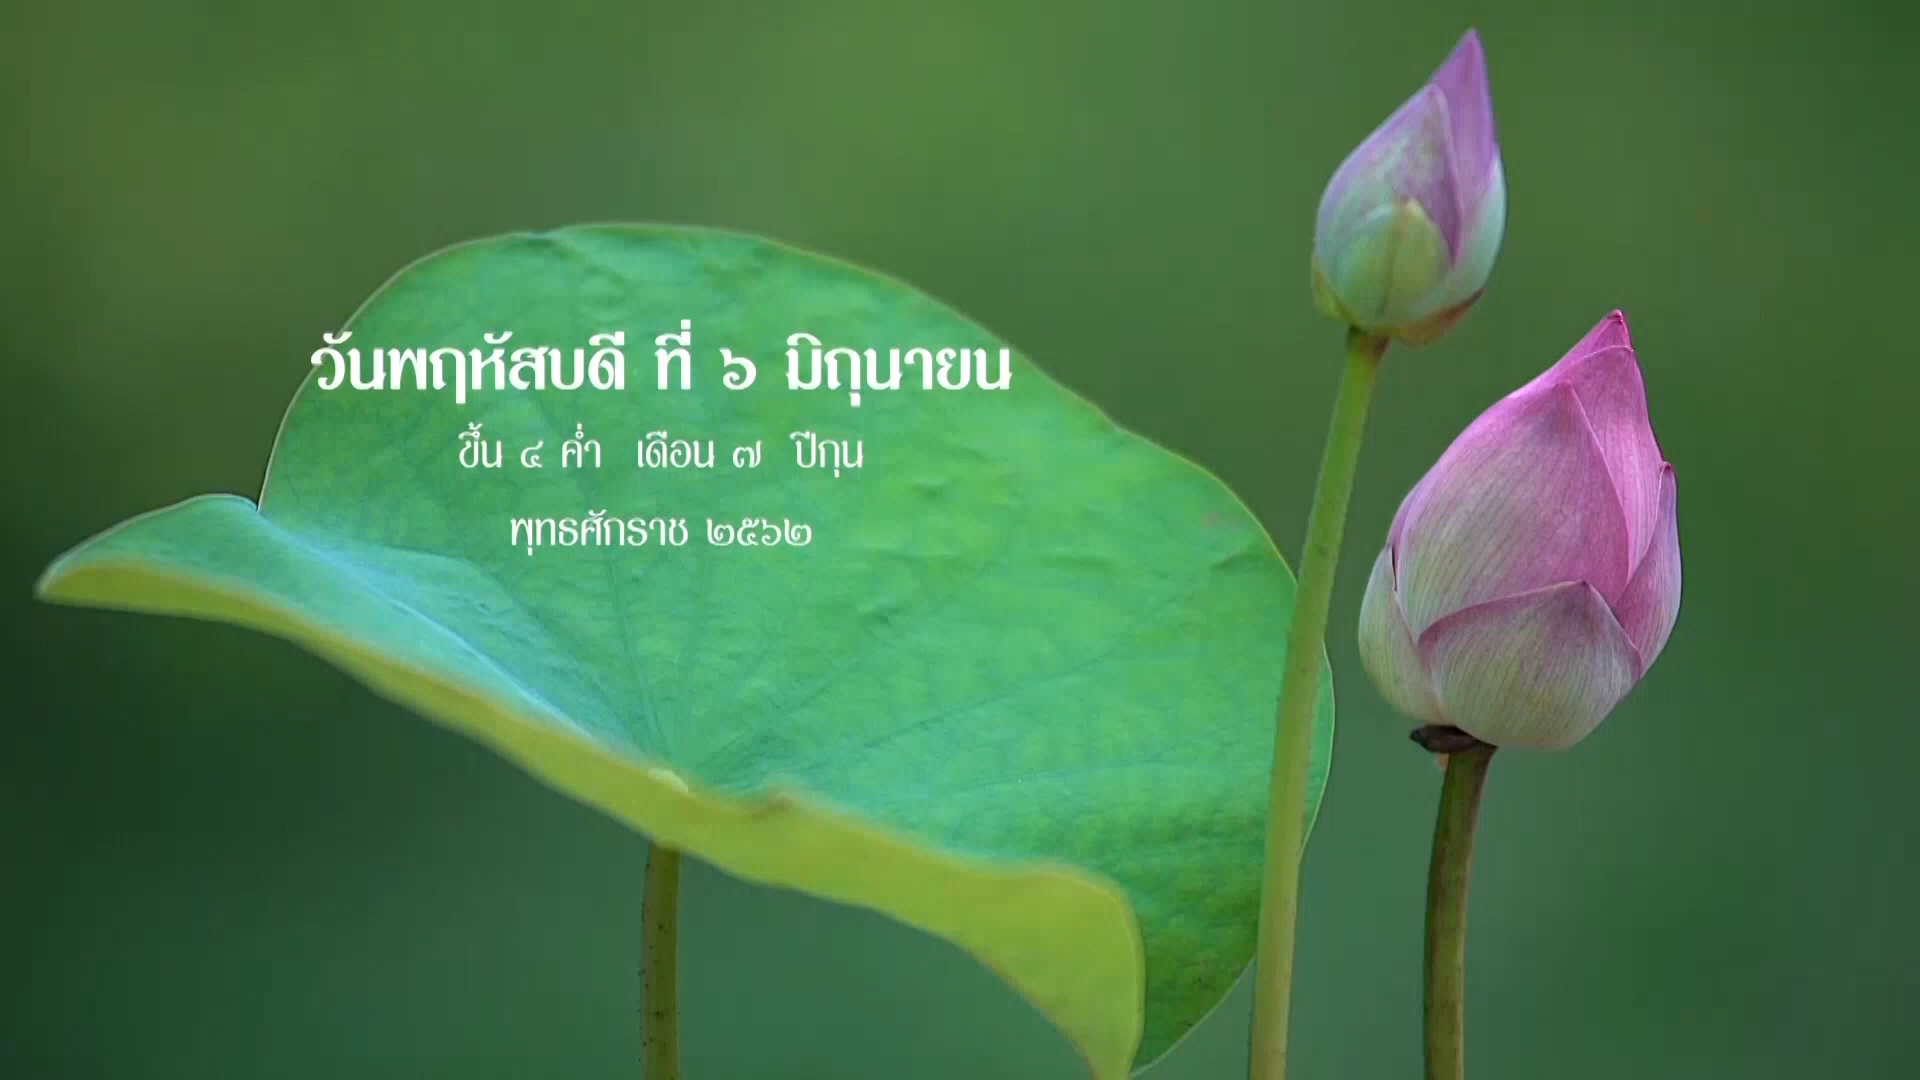 วันพฤหัสบดี ที่ ๖ มิถุนายน
ขึ้น ๔ ค่ำ เดือน ๗ ปีกุน
พุทธศักราช ๒๕๖๒